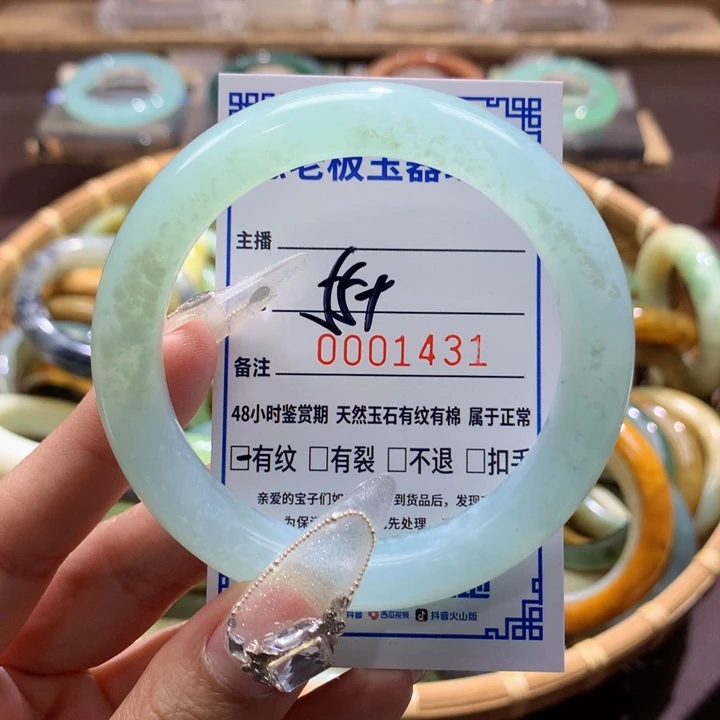 老板玉器
主播
551
0001431
备注
48小时鉴赏期 天然玉石有纹有棉 属于正常
有纹 有裂 不退 扣手
亲爱的宝子们如 到货品后，发现
为保 先处理
抖音 西瓜视频 抖音火山版